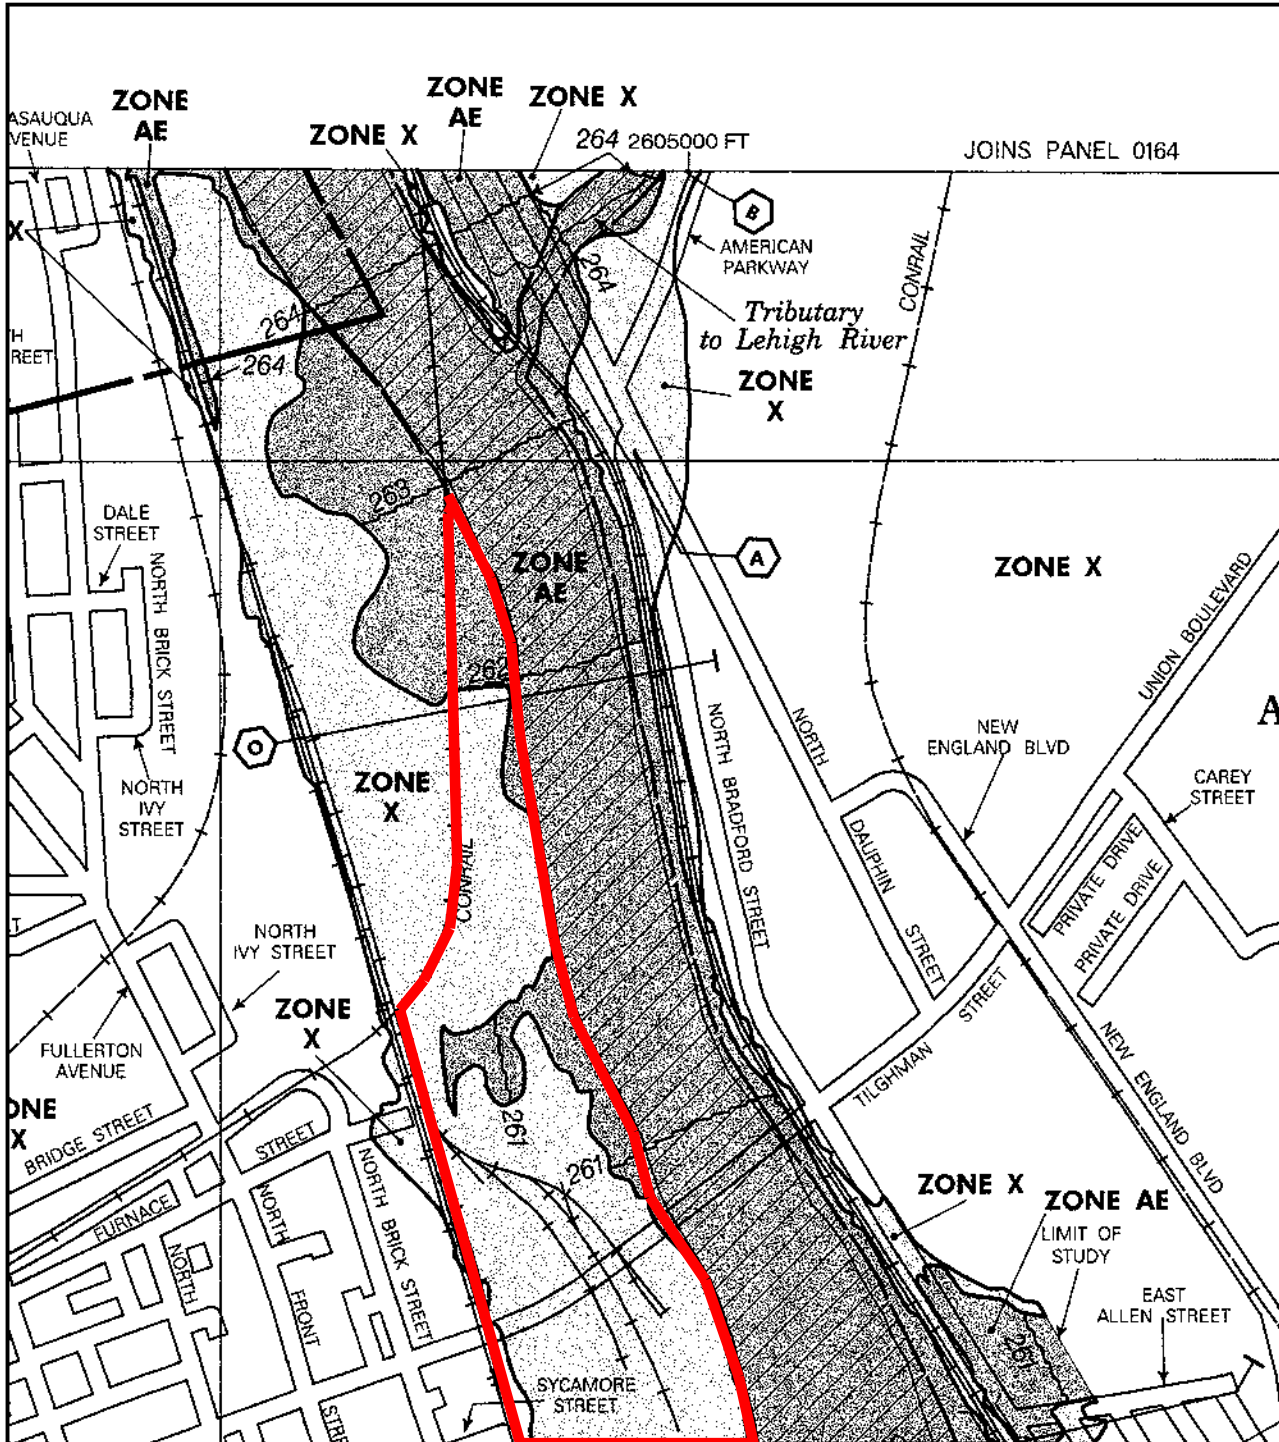 ZONE
AE
ZONE X
ZONE
AE
ZONE X
264
2605000 FT
JOINS PANEL 0164
ASAUQUA
VENUE
X
B
AMERICAN
PARKWAY
CONRAIL
264
264
264
Tributary
to Lehigh River
ZONE
X
TH
REET
263
DALE
STREET
NORTH BRICK STREET
ZONE
AE
A
ZONE X
UNION BOULEVARD
262
O
NORTH
IVY
STREET
ZONE
X
NORTH BRADFORD STREET
NORTH
DAUPHIN
STREET
NEW
ENGLAND BLVD
A
CAREY
STREET
PRIVATE DRIVE
PRIVATE DRIVE
CONRAIL
T
NORTH
IVY STREET
ZONE
X
FULLERTON
AVENUE
ONE
X
BRIDGE STREET
TILGHMAN
STREET
NEW ENGLAND BLVD
261
261
FURNACE
STREET
NORTH
FRONT
STRE
NORTH
NORTH BRICK STREET
ZONE X
ZONE AE
LIMIT OF
STUDY
261
EAST
ALLEN STREET
SYCAMORE
STREET